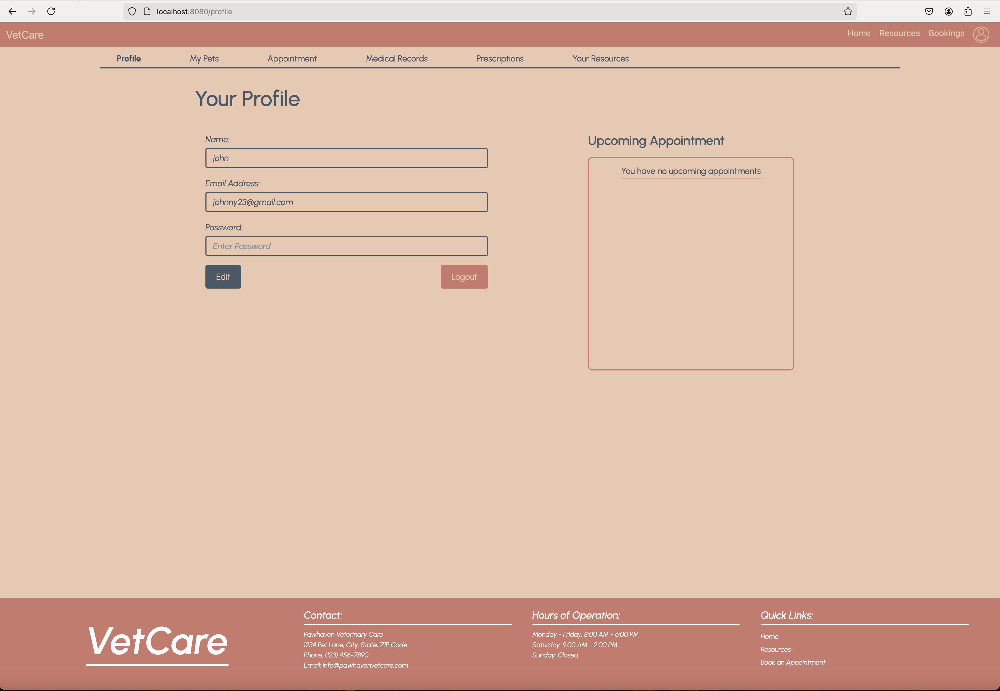 localhost:8080/profile
VetCare
Home Resources Bookings
Profile My Pets Appointment Medical Records Prescriptions Your Resources
Your Profile
Name:
john
Email Address:
johnny23@gmail.com
Password:
Enter Password
Edit Logout
Upcoming Appointment
You have no upcoming appointments
VetCare
Contact:
Pawhaven Veterinary Care
1234 Pet Lane, City, State, ZIP Code
Phone: (123) 456-7890
Email: info@pawhavenvetcare.com
Hours of Operation:
Monday - Friday: 8:00 AM - 6:00 PM
Saturday: 9:00 AM - 2:00 PM
Sunday: Closed
Quick Links:
Home
Resources
Book an Appointment